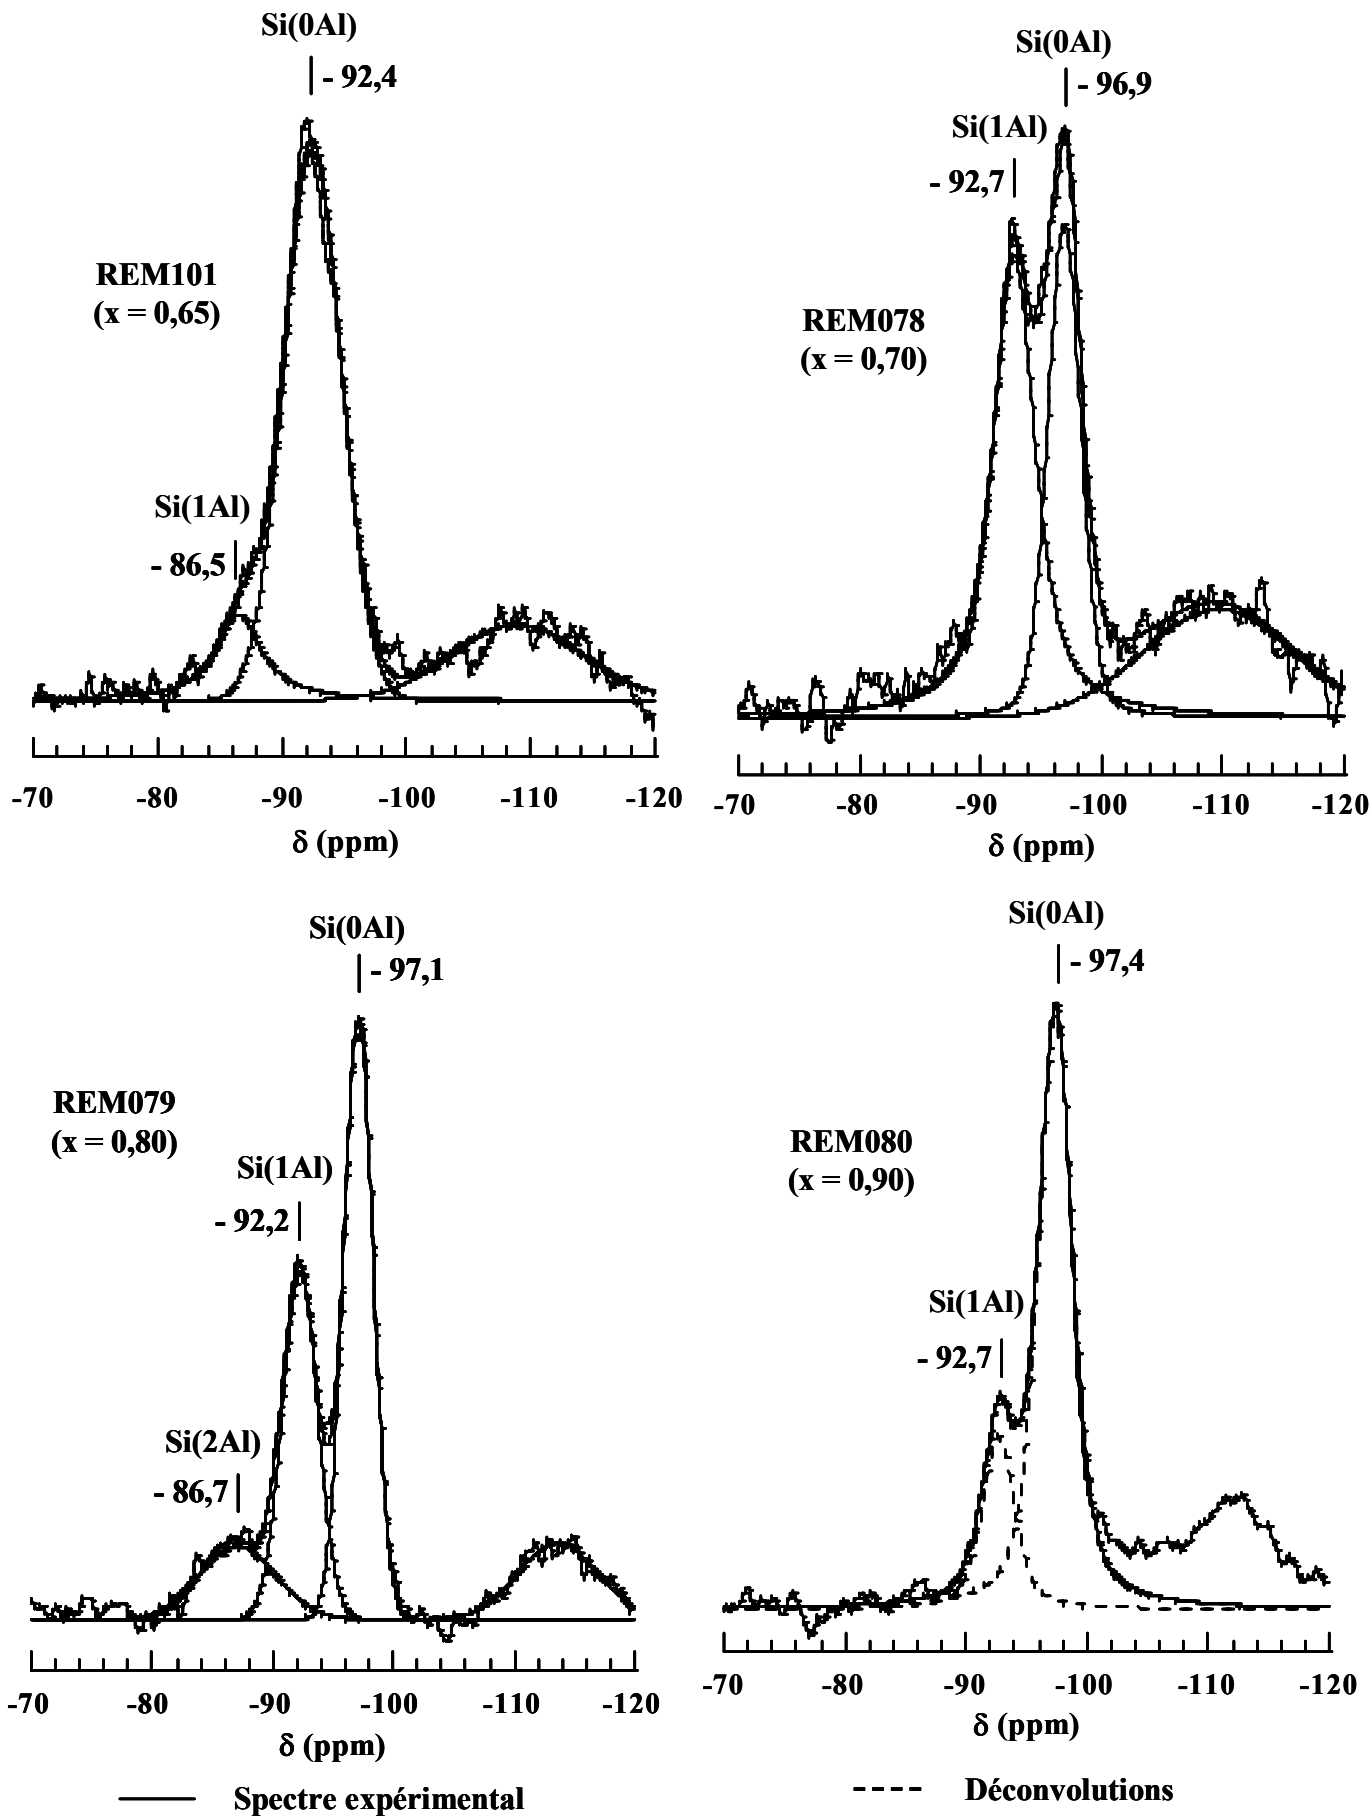 Si(0Al)
- 92,4
REM101
(x = 0,65)
Si(1Al)
- 86,5
-70 -80 -90 -100 -110 -120
δ (ppm)
Si(0Al)
- 96,9
Si(1Al)
- 92,7
REM078
(x = 0,70)
-70 -80 -90 -100 -110 -120
δ (ppm)
Si(0Al)
- 97,1
REM079
(x = 0,80)
Si(1Al)
- 92,2
Si(2Al)
- 86,7
-70 -80 -90 -100 -110 -120
δ (ppm)
Si(0Al)
- 97,4
REM080
(x = 0,90)
Si(1Al)
- 92,7
-70 -80 -90 -100 -110 -120
δ (ppm)
Spectre expérimental
Déconvolutions